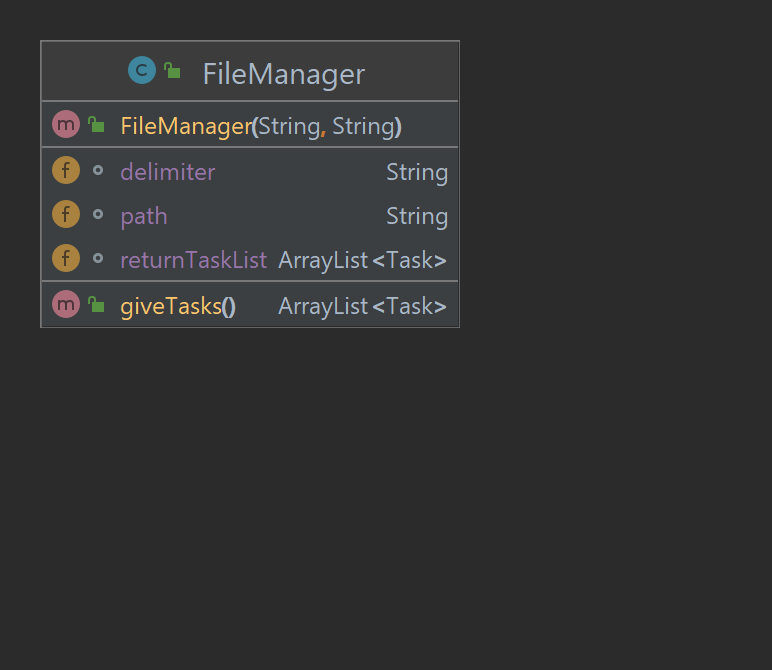 C FileManager
m FileManager(String, String)
f delimiter String
f path String
f returnTaskList ArrayList<Task>
m giveTasks() ArrayList<Task>